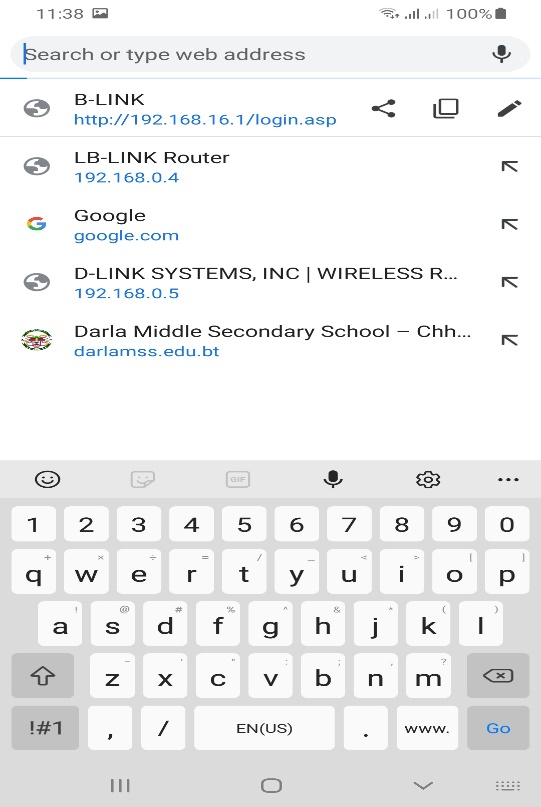 11:38 100%
Search or type web address
B-LINK
http://192.168.16.1/login.asp
LB-LINK Router
192.168.0.4
Google
google.com
D-LINK SYSTEMS, INC | WIRELESS R...
192.168.0.5
Darla Middle Secondary School – Chh...
darlamss.edu.bt
GIF
1 2 3 4 5 6 7 8 9 0
+ × ÷ = / _ < > [ ]
q w e r t y u i o p
! @ # % ^ & * ( )
a s d f g h j k l
- ' " : ; , ?
z x c v b n m
!#1 , / EN(US) . www. Go